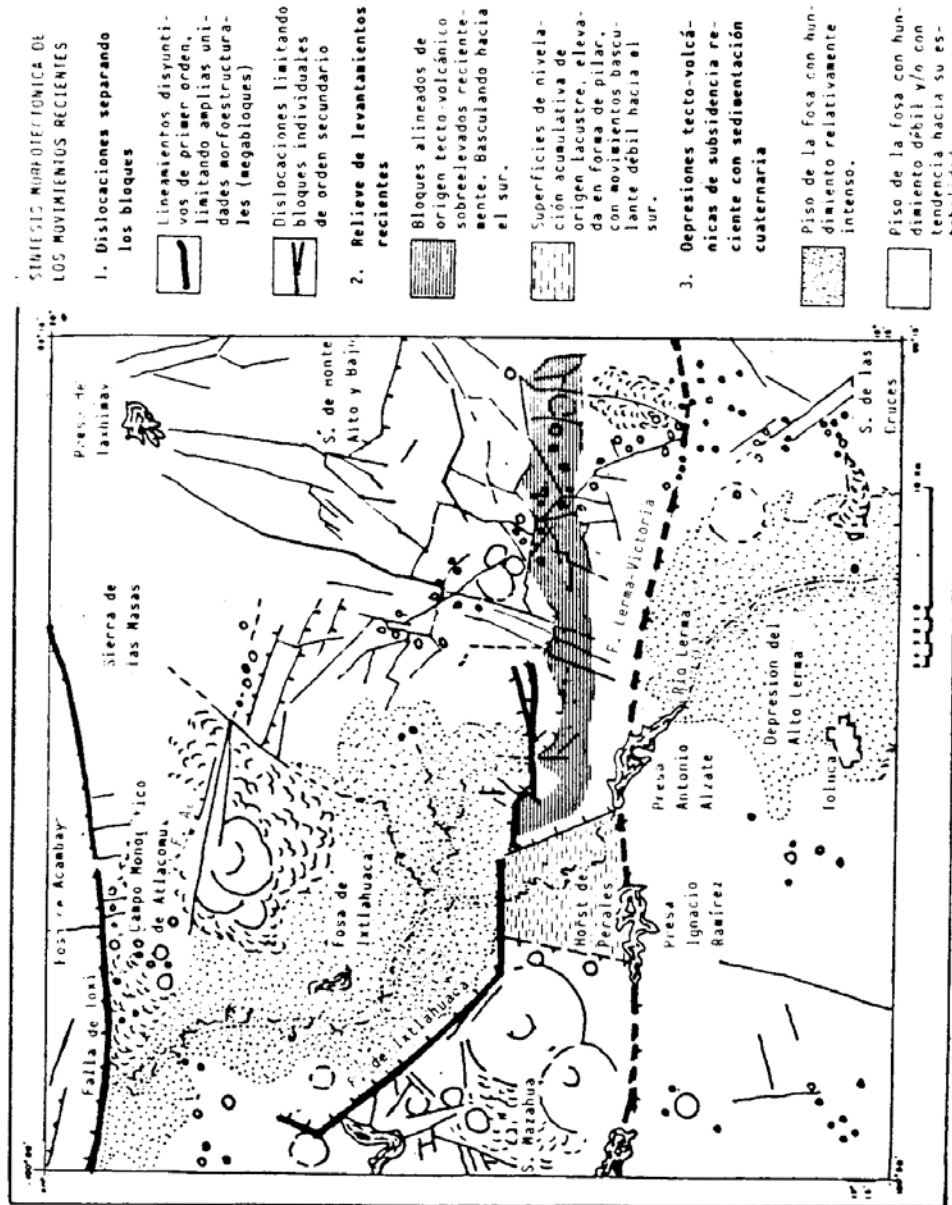 SINTESIS MORFOTECTONICA DE
LOS MOVIMIENTOS RECIENTES
1. Dislocaciones separando
los bloques
Lineamientos disyunti-
vos de primer orden,
limitando amplias uni-
dades morfoestructura-
les (megabloques)
Dislocaciones limitando
bloques individuales
de orden secundario
2. Relieve de levantamientos
recientes
Bloques alineados de
origen tecto-volcánico
sobreelevados reciente-
mente. Basculando hacia
el sur.
Superficies de nivela-
ción acumulativa de
origen lacustre, eleva-
da en forma de pilar,
con movimientos bascu-
lante débil hacia el
sur.
3. Depresiones tecto-volcá-
nicas de subsidencia re-
ciente con sedimentación
cuaternaria
Piso de la fosa con hun-
dimiento relativamente
intenso.
Piso de la fosa con hun-
dimiento débil y/o con
tendencia hacia su es-
Fosa de Acambay
Falla de
Campo
de Atlacomul
Sierra de
las Masas
Presa de
S. de Monte
Alto y Bajo
Fosa de
Ixtlahuaca
F. de Ixtlahuaca
S.
Mazahua
Horst de
Perales
Presa
Ignacio
Ramírez
Presa
Antonio
Alzate
Río Lerma
F. Lerma-Victoria
Depresión del
Alto Lerma
Toluca
S. de las
Cruces